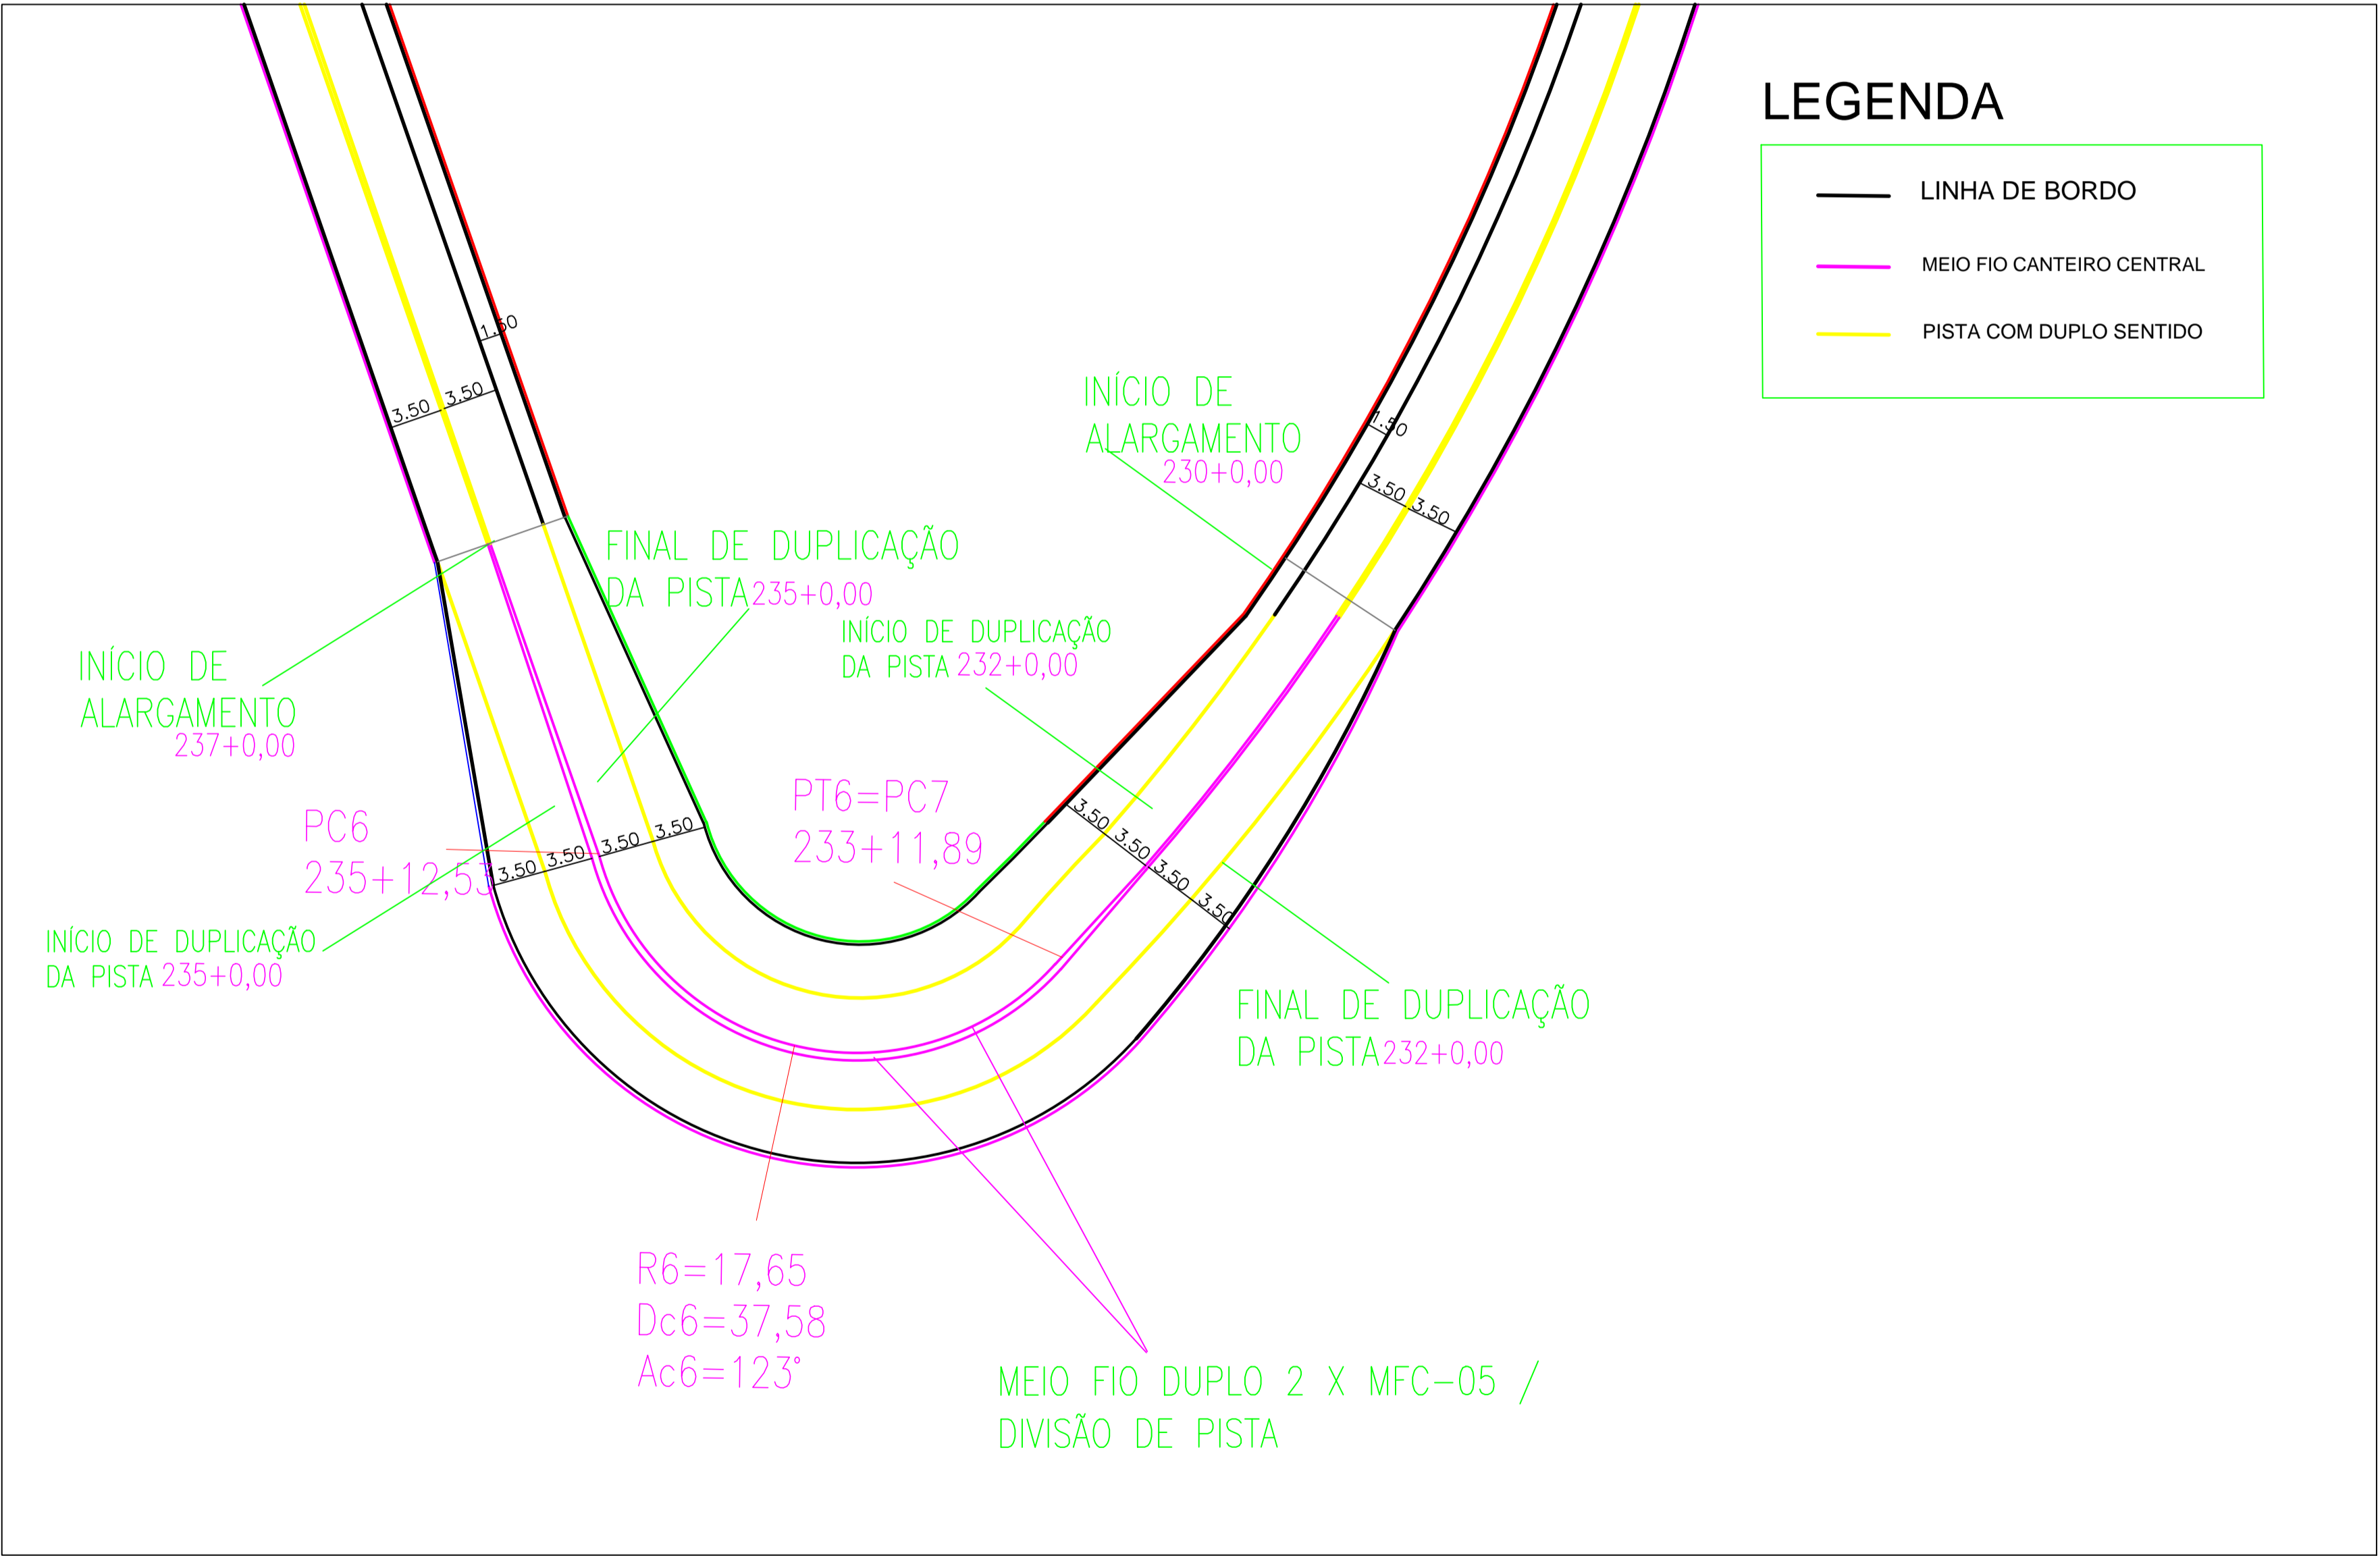 LEGENDA
LINHA DE BORDO
MEIO FIO CANTEIRO CENTRAL
PISTA COM DUPLO SENTIDO
1.50
3.50
3.50
INÍCIO DE
ALARGAMENTO
230+0,00
1.50
3.50
3.50
FINAL DE DUPLICAÇÃO
DA PISTA 235+0,00
INÍCIO DE DUPLICAÇÃO
DA PISTA 232+0,00
INÍCIO DE
ALARGAMENTO
237+0,00
PC6
235+12,53
PT6=PC7
233+11,89
3.50
3.50
3.50
3.50
3.50
3.50
3.50
3.50
INÍCIO DE DUPLICAÇÃO
DA PISTA 235+0,00
FINAL DE DUPLICAÇÃO
DA PISTA 232+0,00
R6=17,65
Dc6=37,58
Ac6=123°
MEIO FIO DUPLO 2 X MFC-05 /
DIVISÃO DE PISTA